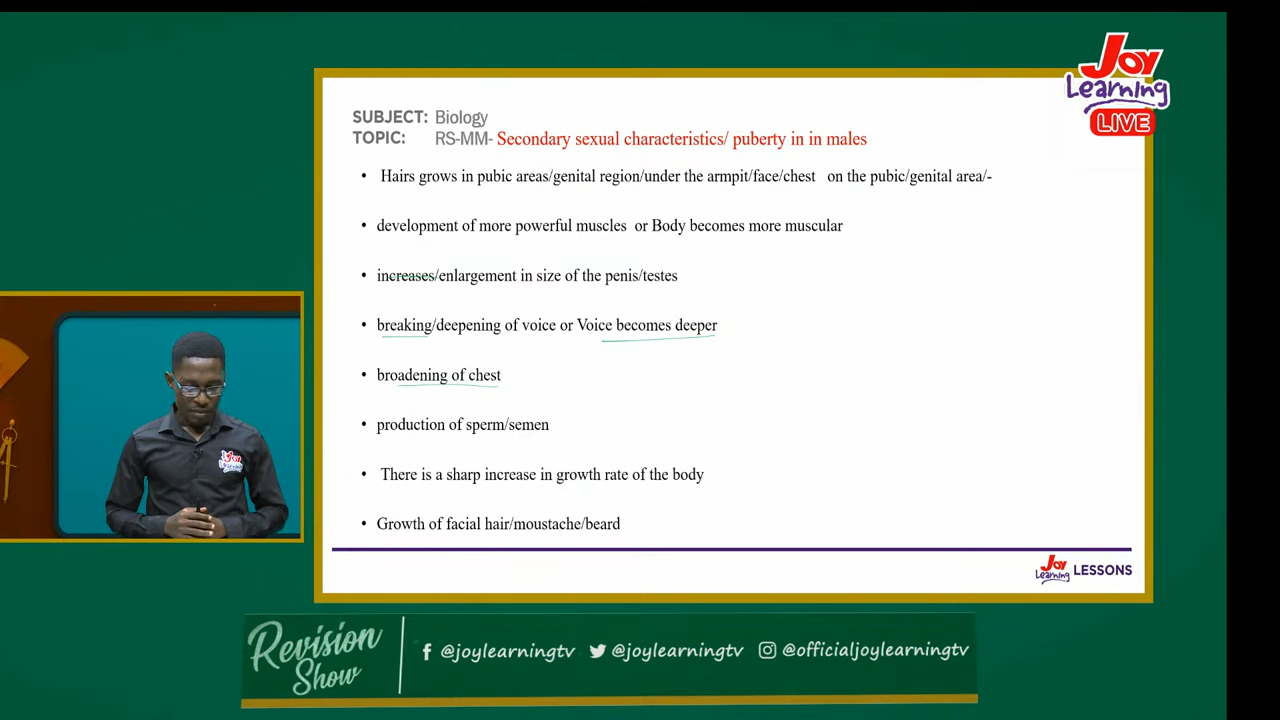 Joy
Learning
LIVE
SUBJECT: Biology
TOPIC: RS-MM- Secondary sexual characteristics/ puberty in in males
• Hairs grows in pubic areas/genital region/under the armpit/face/chest on the pubic/genital area/-
• development of more powerful muscles or Body becomes more muscular
• increases/enlargement in size of the penis/testes
• breaking/deepening of voice or Voice becomes deeper
• broadening of chest
• production of sperm/semen
• There is a sharp increase in growth rate of the body
• Growth of facial hair/moustache/beard
Joy Learning LESSONS
Joy Learning
Revision Show
@joylearningtv @joylearningtv @officialjoylearningtv